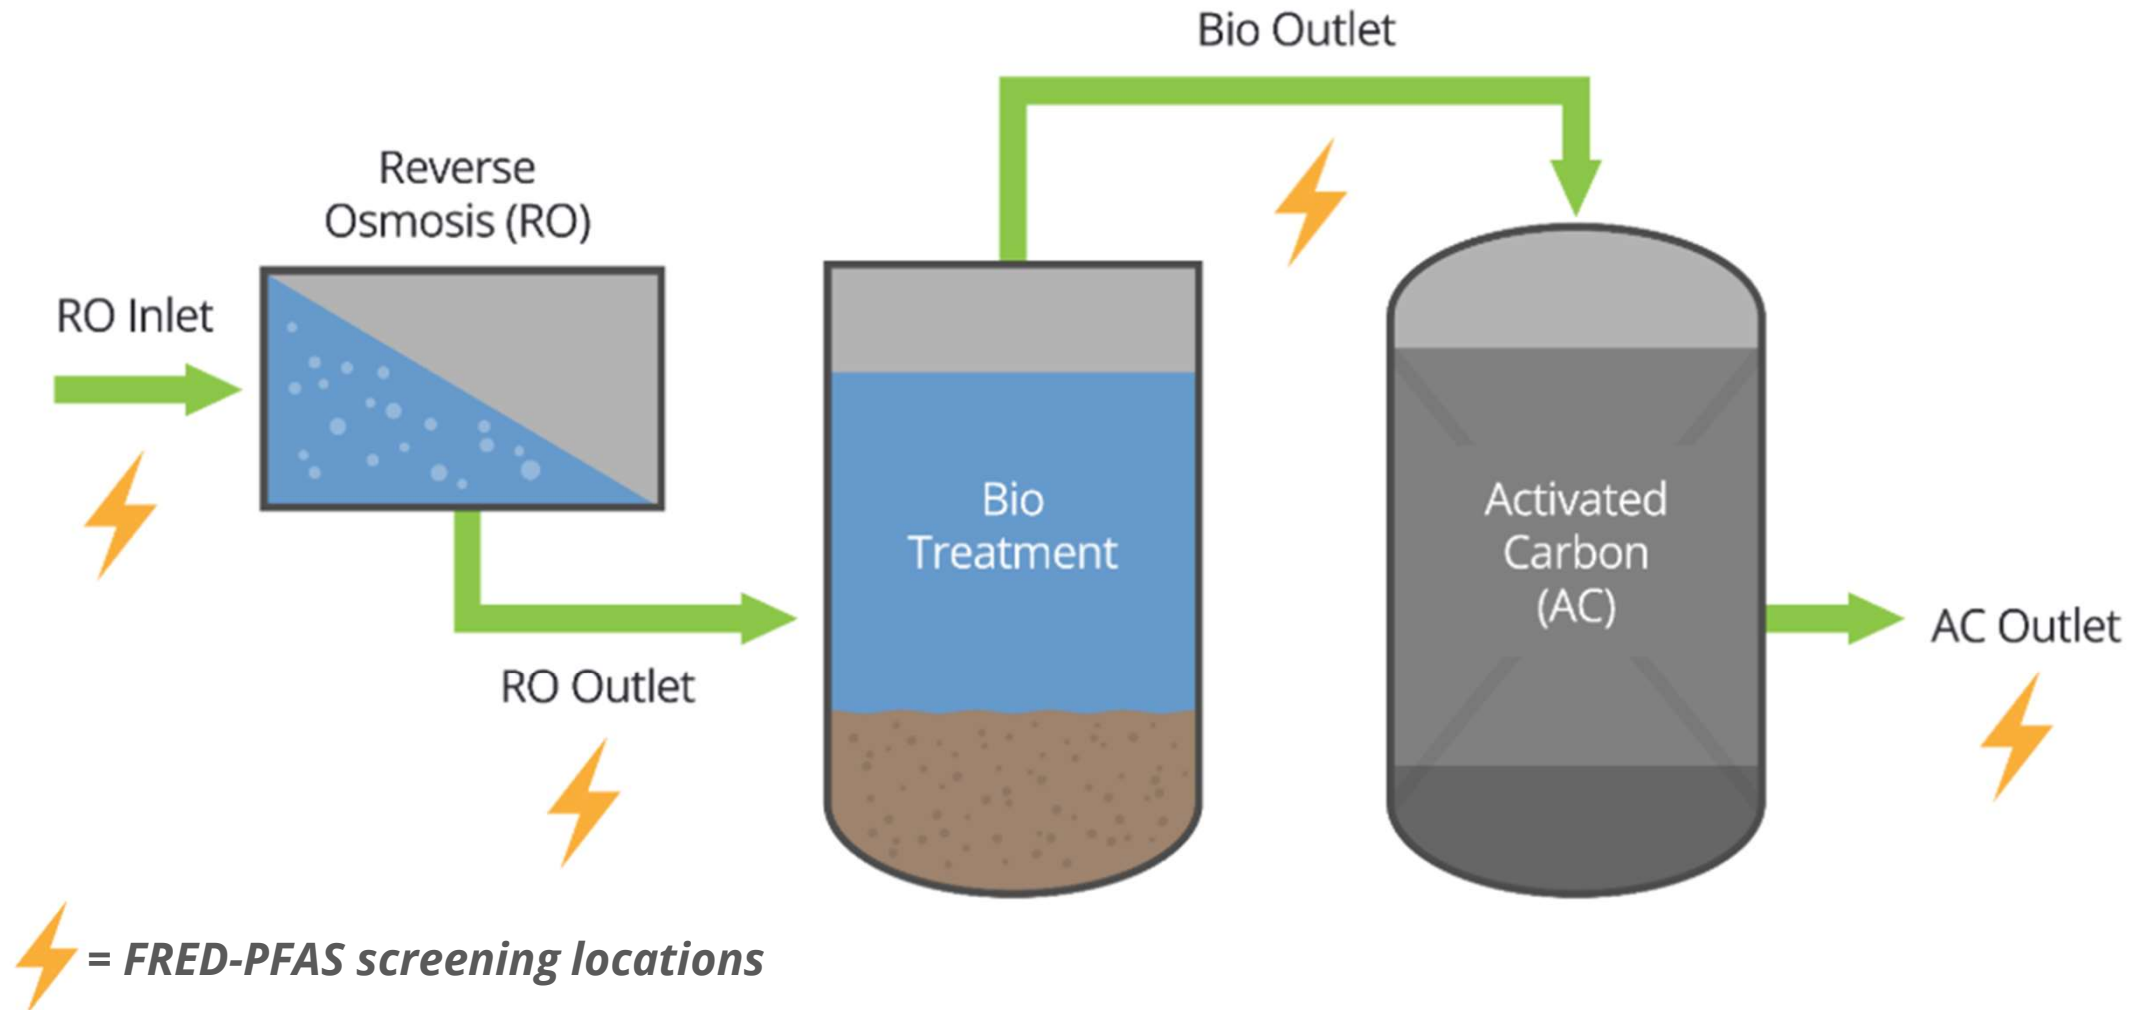 Bio Outlet
Reverse
Osmosis (RO)
RO Inlet
RO Outlet
Bio
Treatment
Activated
Carbon
(AC)
AC Outlet
= FRED-PFAS screening locations